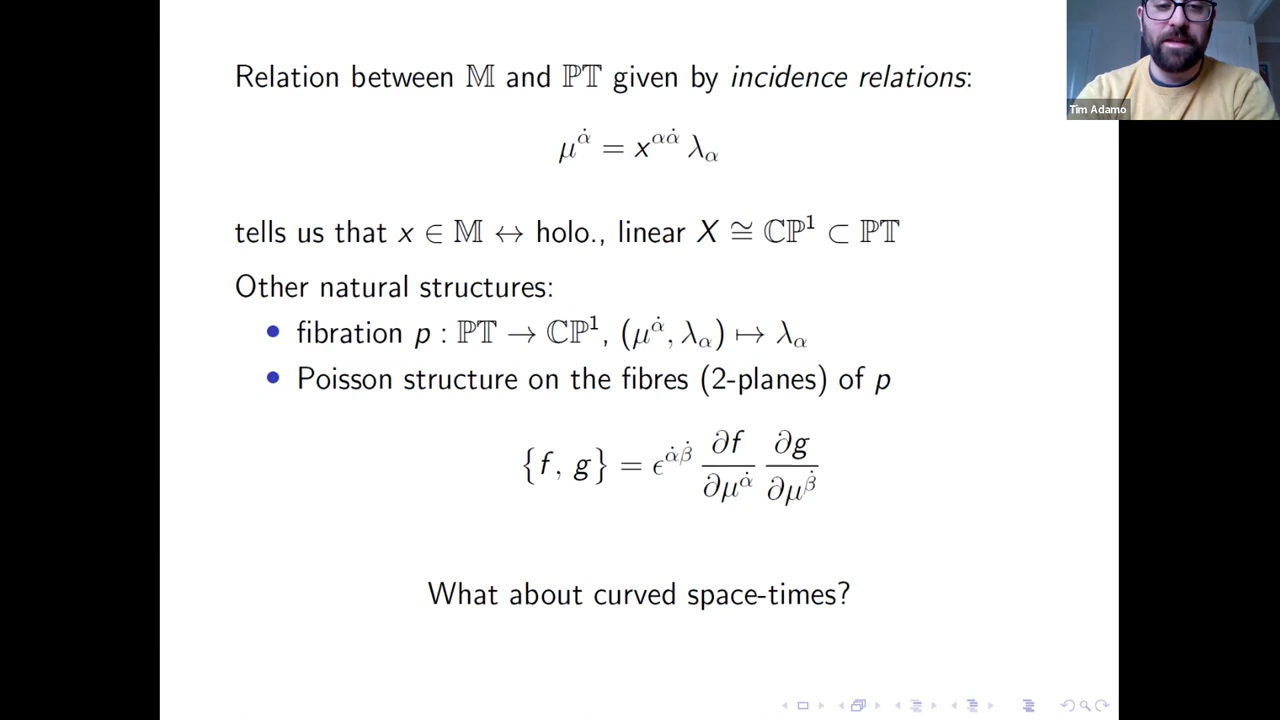 Relation between 𝕄 and ℙ𝕋 given by incidence relations:
μ^α̇ = x^{αα̇} λ_α
tells us that x ∈ 𝕄 ↔ holo., linear X ≅ ℂℙ¹ ⊂ ℙ𝕋
Other natural structures:
• fibration p : ℙ𝕋 → ℂℙ¹, (μ^α̇, λ_α) ↦ λ_α
• Poisson structure on the fibres (2-planes) of p
{f, g} = ϵ^{α̇β̇} ∂f/∂μ^α̇ ∂g/∂μ^β̇
What about curved space-times?
Tim Adamo